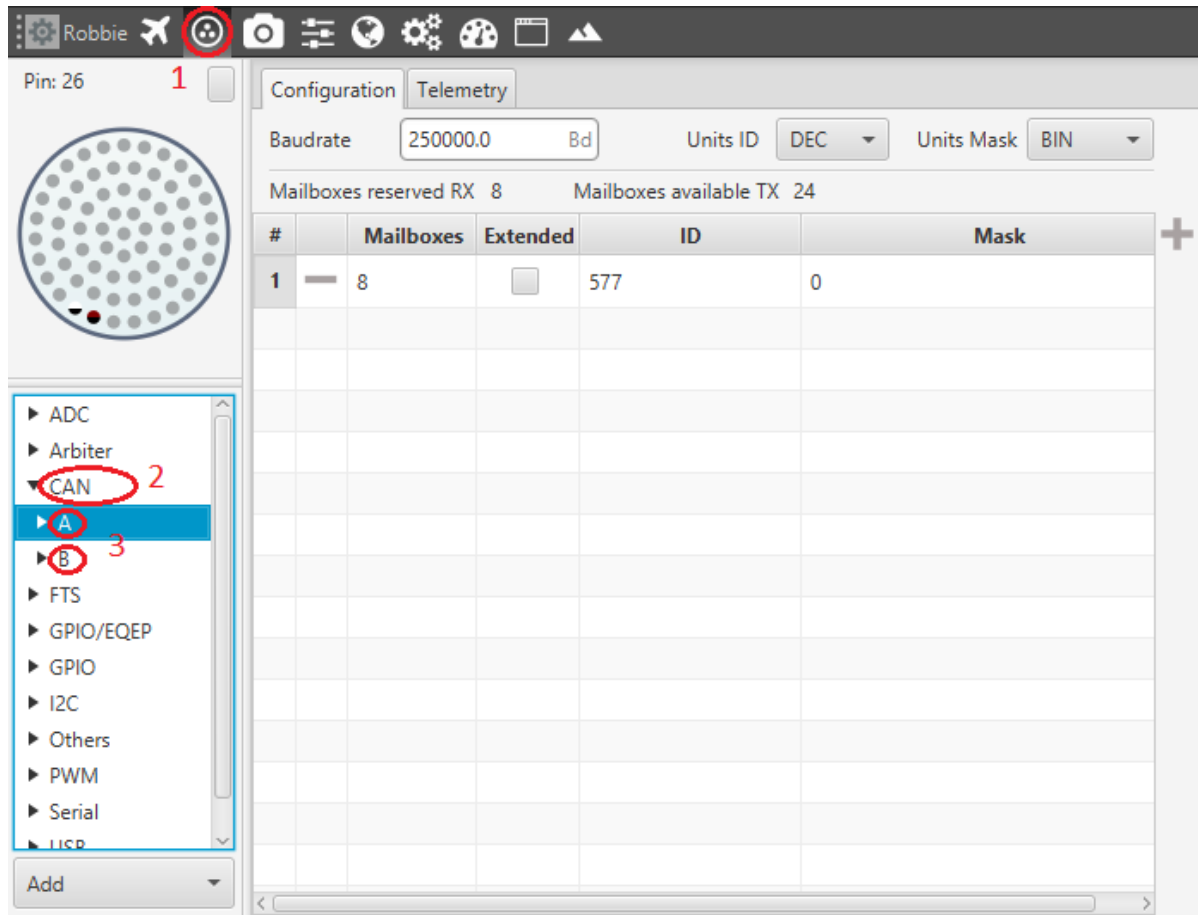 Robbie
Pin: 26 1
Configuration Telemetry
Baudrate 250000.0 Bd Units ID DEC Units Mask BIN
Mailboxes reserved RX 8 Mailboxes available TX 24
# Mailboxes Extended ID Mask
1 8 577 0
ADC
Arbiter
CAN 2
A
3
B
FTS
GPIO/EQEP
GPIO
I2C
Others
PWM
Serial
USB
Add